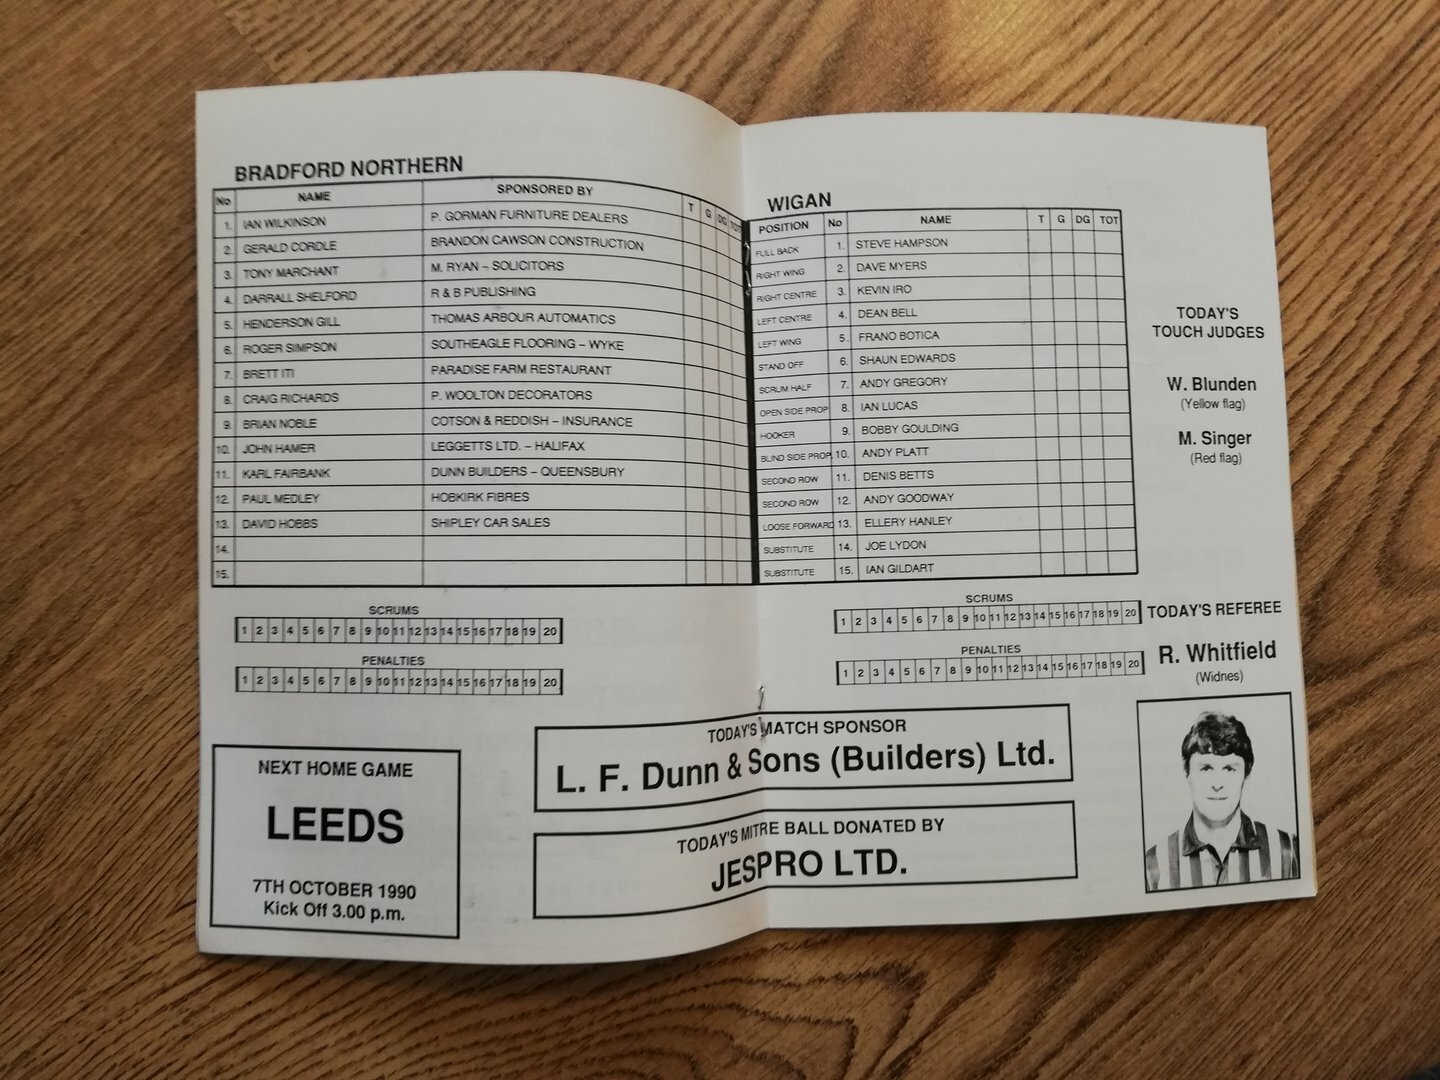 BRADFORD NORTHERN
No NAME SPONSORED BY T G DG TOT
1. IAN WILKINSON P. GORMAN FURNITURE DEALERS
2. GERALD CORDLE BRANDON CAWSON CONSTRUCTION
3. TONY MARCHANT M. RYAN – SOLICITORS
4. DARRALL SHELFORD R & B PUBLISHING
5. HENDERSON GILL THOMAS ARBOUR AUTOMATICS
6. ROGER SIMPSON SOUTHEAGLE FLOORING – WYKE
7. BRETT ITI PARADISE FARM RESTAURANT
8. CRAIG RICHARDS P. WOOLTON DECORATORS
9. BRIAN NOBLE COTSON & REDDISH – INSURANCE
10. JOHN HAMER LEGGETTS LTD. – HALIFAX
11. KARL FAIRBANK DUNN BUILDERS – QUEENSBURY
12. PAUL MEDLEY HOBKIRK FIBRES
13. DAVID HOBBS SHIPLEY CAR SALES
14.
15.
SCRUMS
1 2 3 4 5 6 7 8 9 10 11 12 13 14 15 16 17 18 19 20
PENALTIES
1 2 3 4 5 6 7 8 9 10 11 12 13 14 15 16 17 18 19 20
NEXT HOME GAME
LEEDS
7TH OCTOBER 1990
Kick Off 3.00 p.m.
WIGAN
POSITION No NAME T G DG TOT
FULL BACK 1. STEVE HAMPSON
RIGHT WING 2. DAVE MYERS
RIGHT CENTRE 3. KEVIN IRO
LEFT CENTRE 4. DEAN BELL
LEFT WING 5. FRANO BOTICA
STAND OFF 6. SHAUN EDWARDS
SCRUM HALF 7. ANDY GREGORY
OPEN SIDE PROP 8. IAN LUCAS
HOOKER 9. BOBBY GOULDING
BLIND SIDE PROP 10. ANDY PLATT
SECOND ROW 11. DENIS BETTS
SECOND ROW 12. ANDY GOODWAY
LOOSE FORWARD 13. ELLERY HANLEY
SUBSTITUTE 14. JOE LYDON
SUBSTITUTE 15. IAN GILDART
SCRUMS
1 2 3 4 5 6 7 8 9 10 11 12 13 14 15 16 17 18 19 20
PENALTIES
1 2 3 4 5 6 7 8 9 10 11 12 13 14 15 16 17 18 19 20
TODAY'S MATCH SPONSOR
L. F. Dunn & Sons (Builders) Ltd.
TODAY'S MITRE BALL DONATED BY
JESPRO LTD.
TODAY'S
TOUCH JUDGES
W. Blunden
(Yellow flag)
M. Singer
(Red flag)
TODAY'S REFEREE
R. Whitfield
(Widnes)